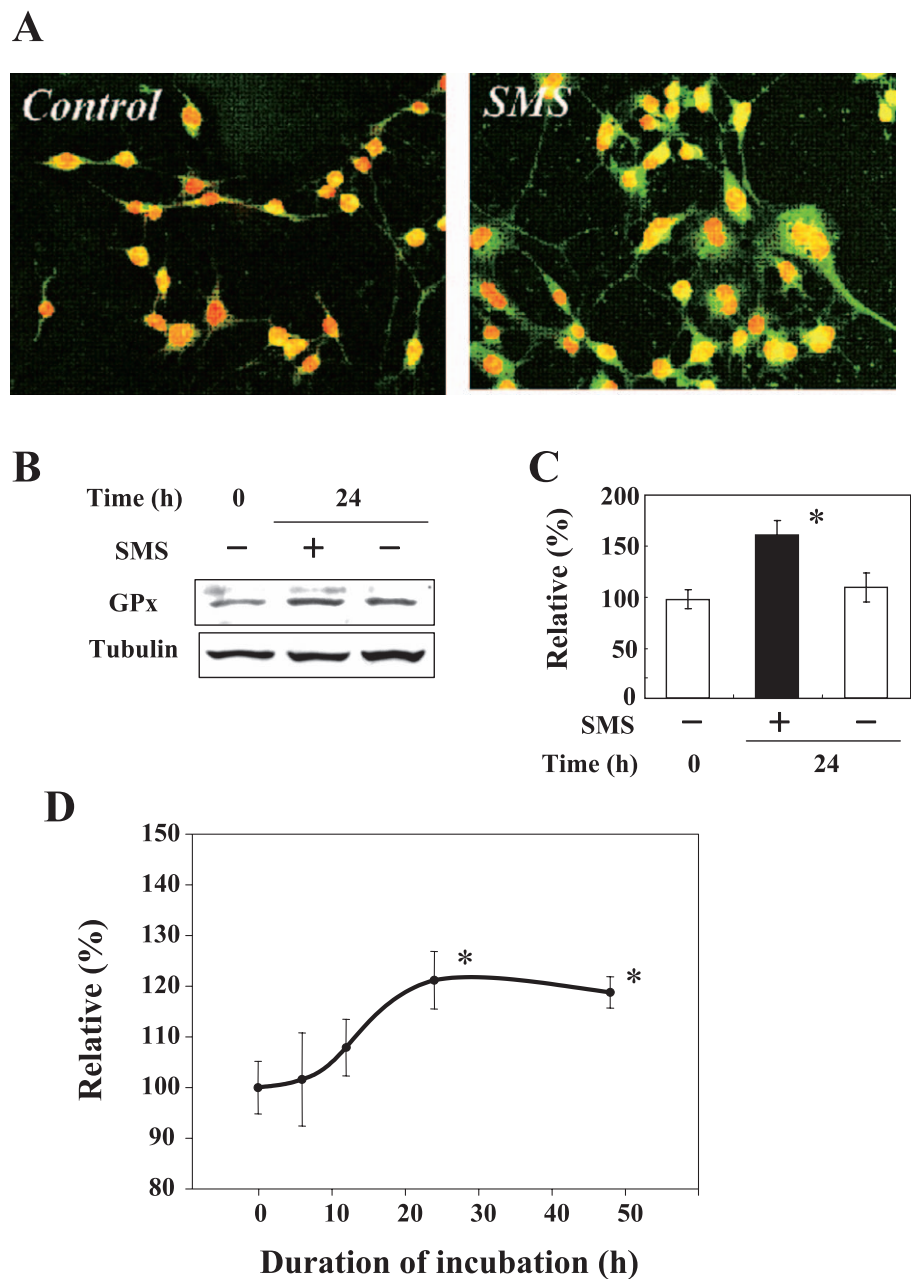 A
Control
SMS
B
Time (h) 0 24
SMS − + −
GPx
Tubulin
C
Relative (%)
200
150
100
50
0
SMS − + −
Time (h) 0 24
*
D
Relative (%)
150
140
130
120
110
100
90
80
* *
0 10 20 30 40 50
Duration of incubation (h)